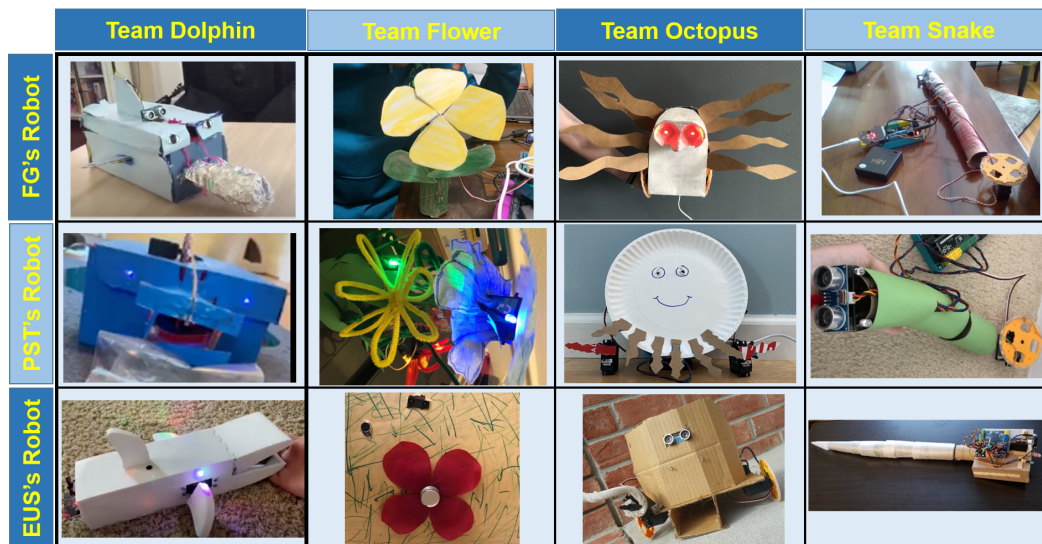 Team Dolphin
Team Flower
Team Octopus
Team Snake
FG's Robot
PST's Robot
EUS's Robot